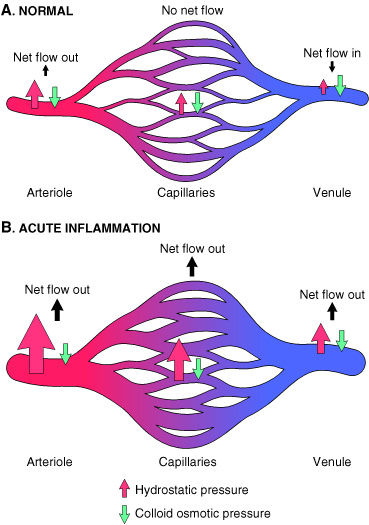 A. NORMAL
No net flow
Net flow out
Net flow in
Arteriole
Capillaries
Venule
B. ACUTE INFLAMMATION
Net flow out
Net flow out
Net flow out
Arteriole
Capillaries
Venule
Hydrostatic pressure
Colloid osmotic pressure